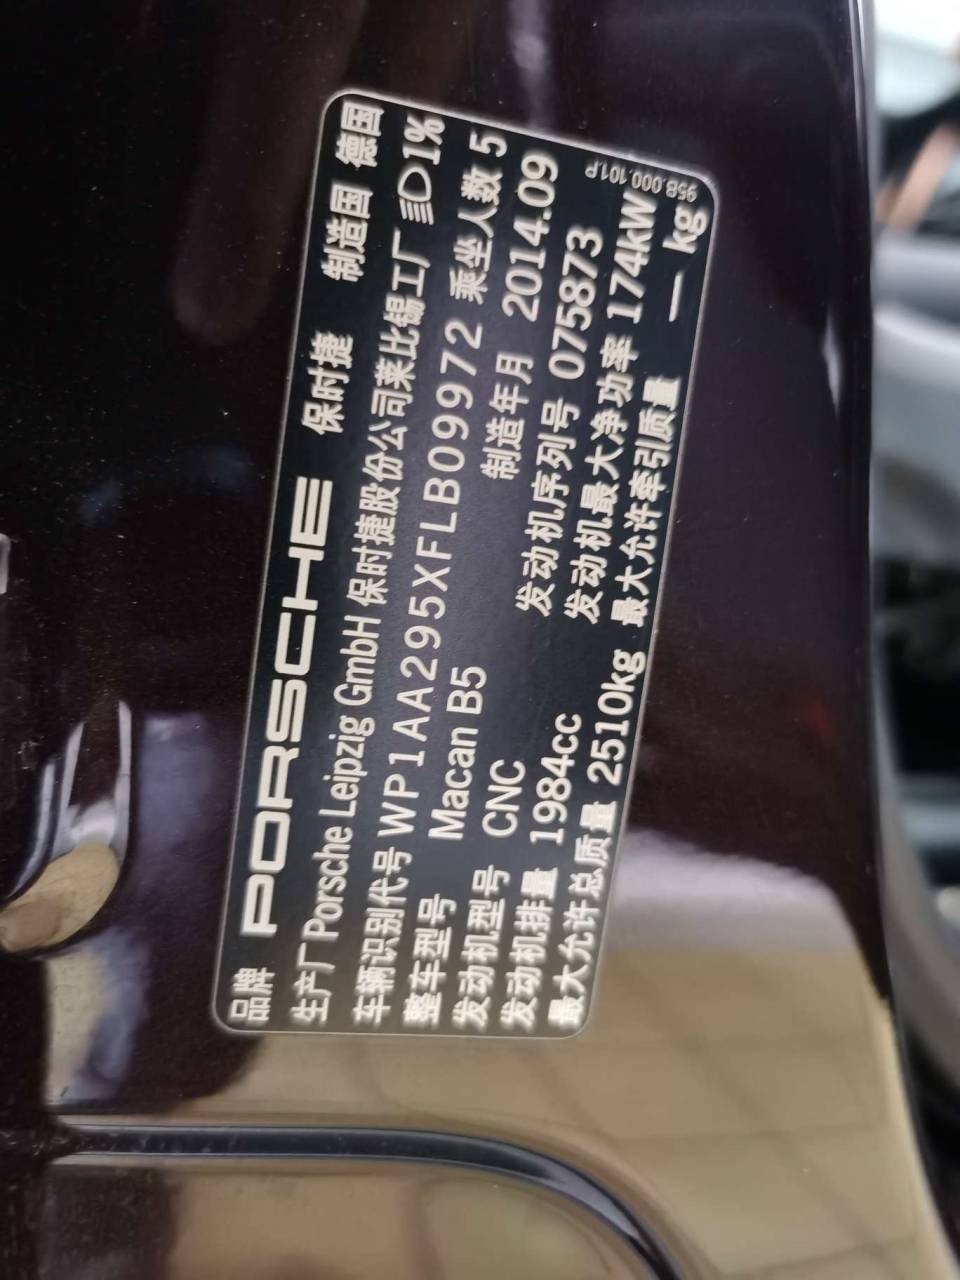 品牌 PORSCHE 保时捷 制造国 德国
生产厂 Porsche Leipzig GmbH 保时捷股份公司莱比锡工厂 1%
车辆识别代号 WP1AA295XFLB09972 乘坐人数 5
整车型号 Macan B5 制造年月 2014.09
发动机型号 CNC 发动机序列号 075873
发动机排量 1984cc 发动机最大净功率 174kW
最大允许总质量 2510kg 最大允许牵引质量 — kg
95B.000.101.P